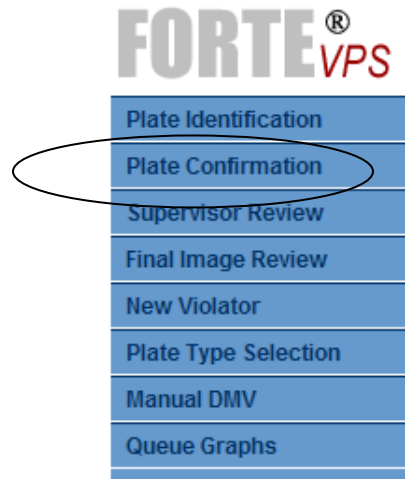 FORTE®
VPS
Plate Identification
Plate Confirmation
Supervisor Review
Final Image Review
New Violator
Plate Type Selection
Manual DMV
Queue Graphs